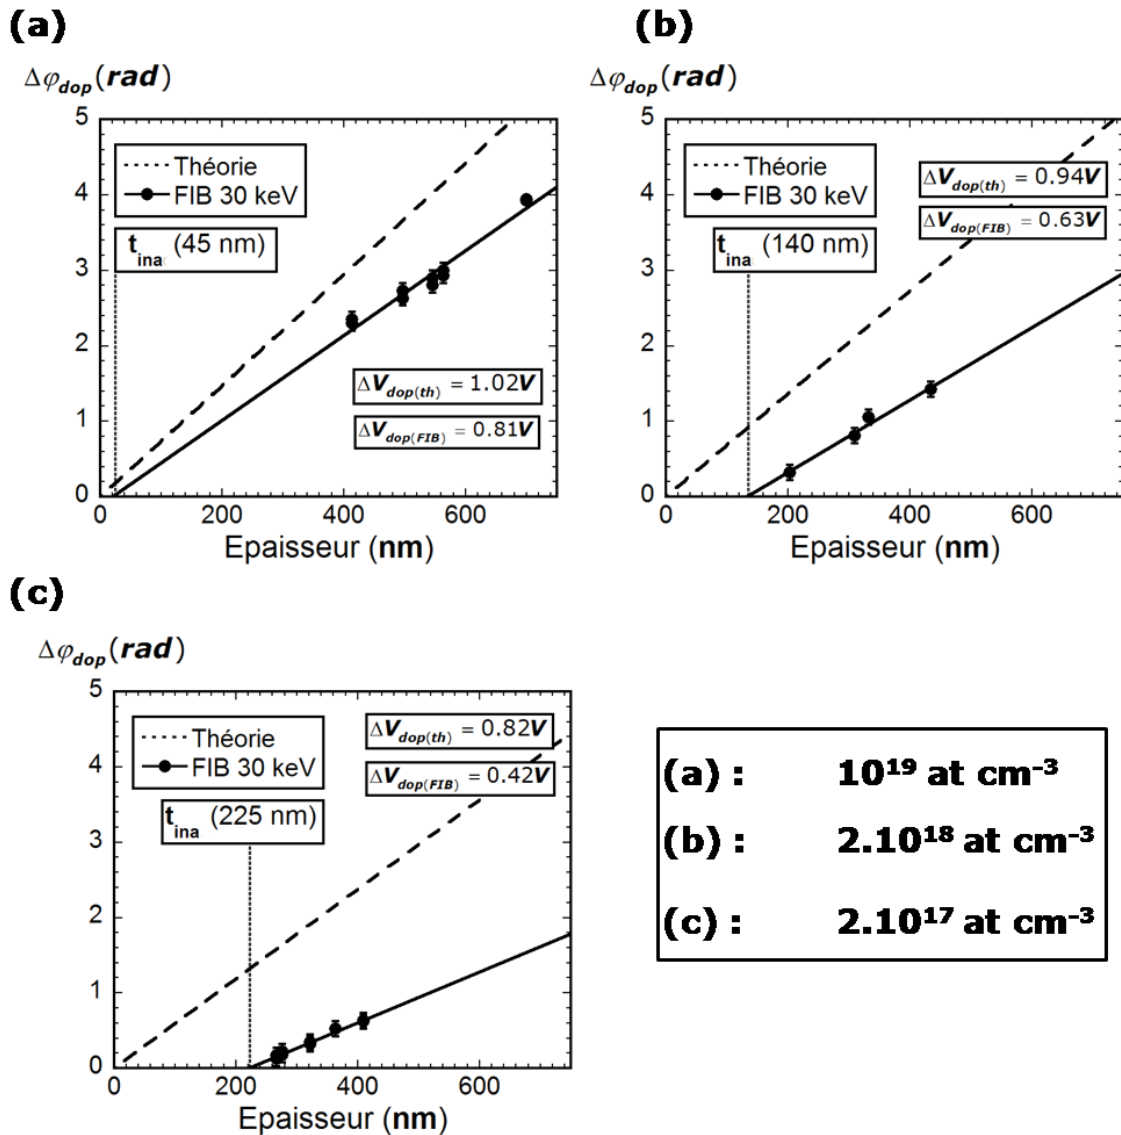 (a)
Δφdop(rad)
5
4
3
2
1
0
0 200 400 600
Epaisseur (nm)
Théorie
FIB 30 keV
tina (45 nm)
ΔVdop(th) = 1.02V
ΔVdop(FIB) = 0.81V
(b)
Δφdop(rad)
5
4
3
2
1
0
0 200 400 600
Epaisseur (nm)
Théorie
FIB 30 keV
tina (140 nm)
ΔVdop(th) = 0.94V
ΔVdop(FIB) = 0.63V
(c)
Δφdop(rad)
5
4
3
2
1
0
0 200 400 600
Epaisseur (nm)
Théorie
FIB 30 keV
tina (225 nm)
ΔVdop(th) = 0.82V
ΔVdop(FIB) = 0.42V
(a) : 10¹⁹ at cm⁻³
(b) : 2.10¹⁸ at cm⁻³
(c) : 2.10¹⁷ at cm⁻³